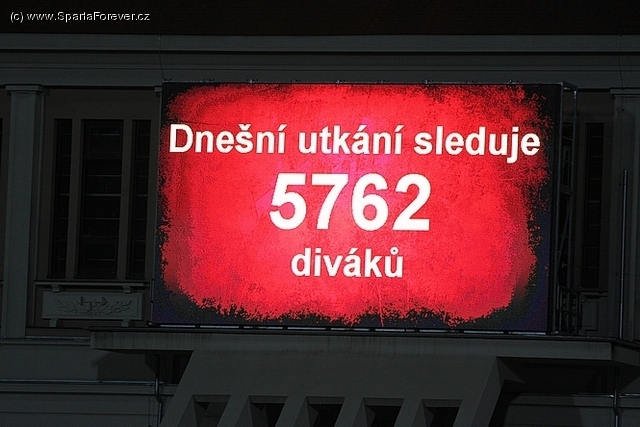 (c) www.SpartaForever.cz
Dnešní utkání sleduje
5762
diváků